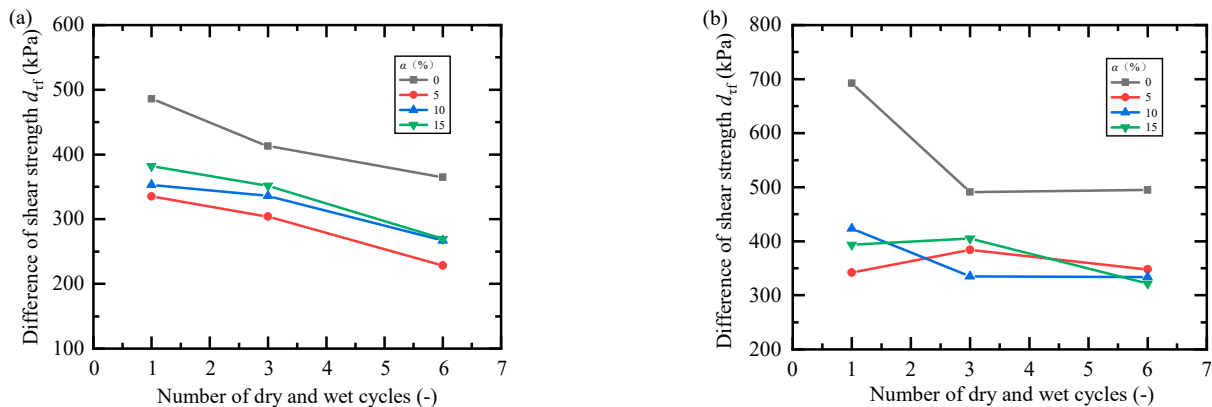 (a)
600
500
400
300
200
100
0 1 2 3 4 5 6 7
Difference of shear strength dτf (kPa)
Number of dry and wet cycles (-)
α（%）
0
5
10
15
(b)
800
700
600
500
400
300
200
0 1 2 3 4 5 6 7
Difference of shear strength dτf (kPa)
Number of dry and wet cycles (-)
α（%）
0
5
10
15